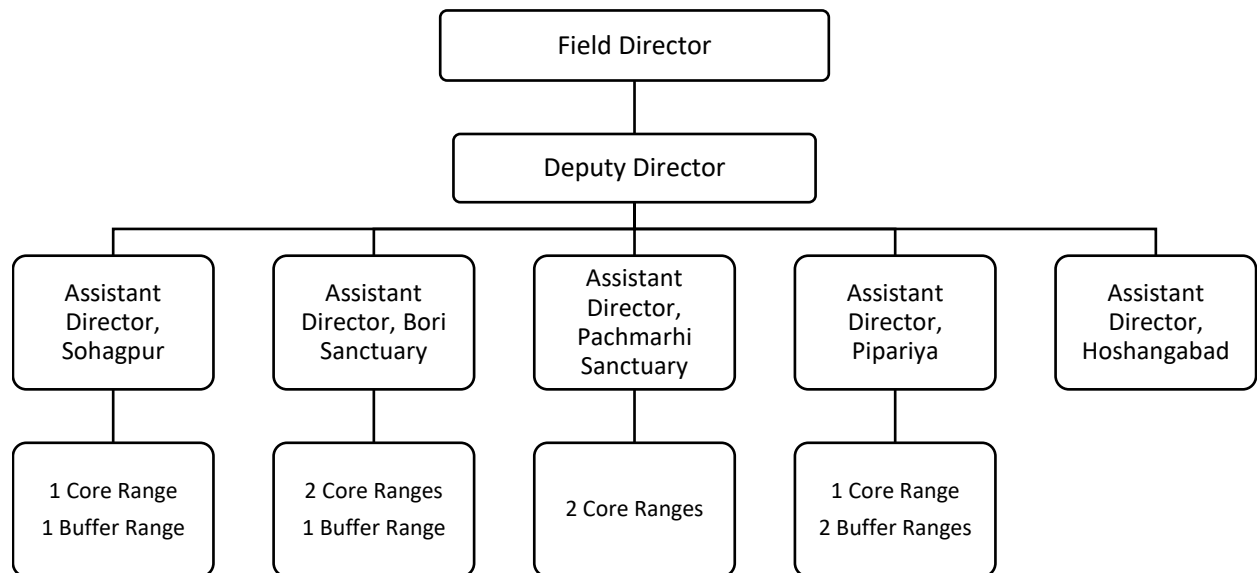 Field Director
Deputy Director
Assistant
Director,
Sohagpur
Assistant
Director, Bori
Sanctuary
Assistant
Director,
Pachmarhi
Sanctuary
Assistant
Director,
Pipariya
Assistant
Director,
Hoshangabad
1 Core Range
1 Buffer Range
2 Core Ranges
1 Buffer Range
2 Core Ranges
1 Core Range
2 Buffer Ranges